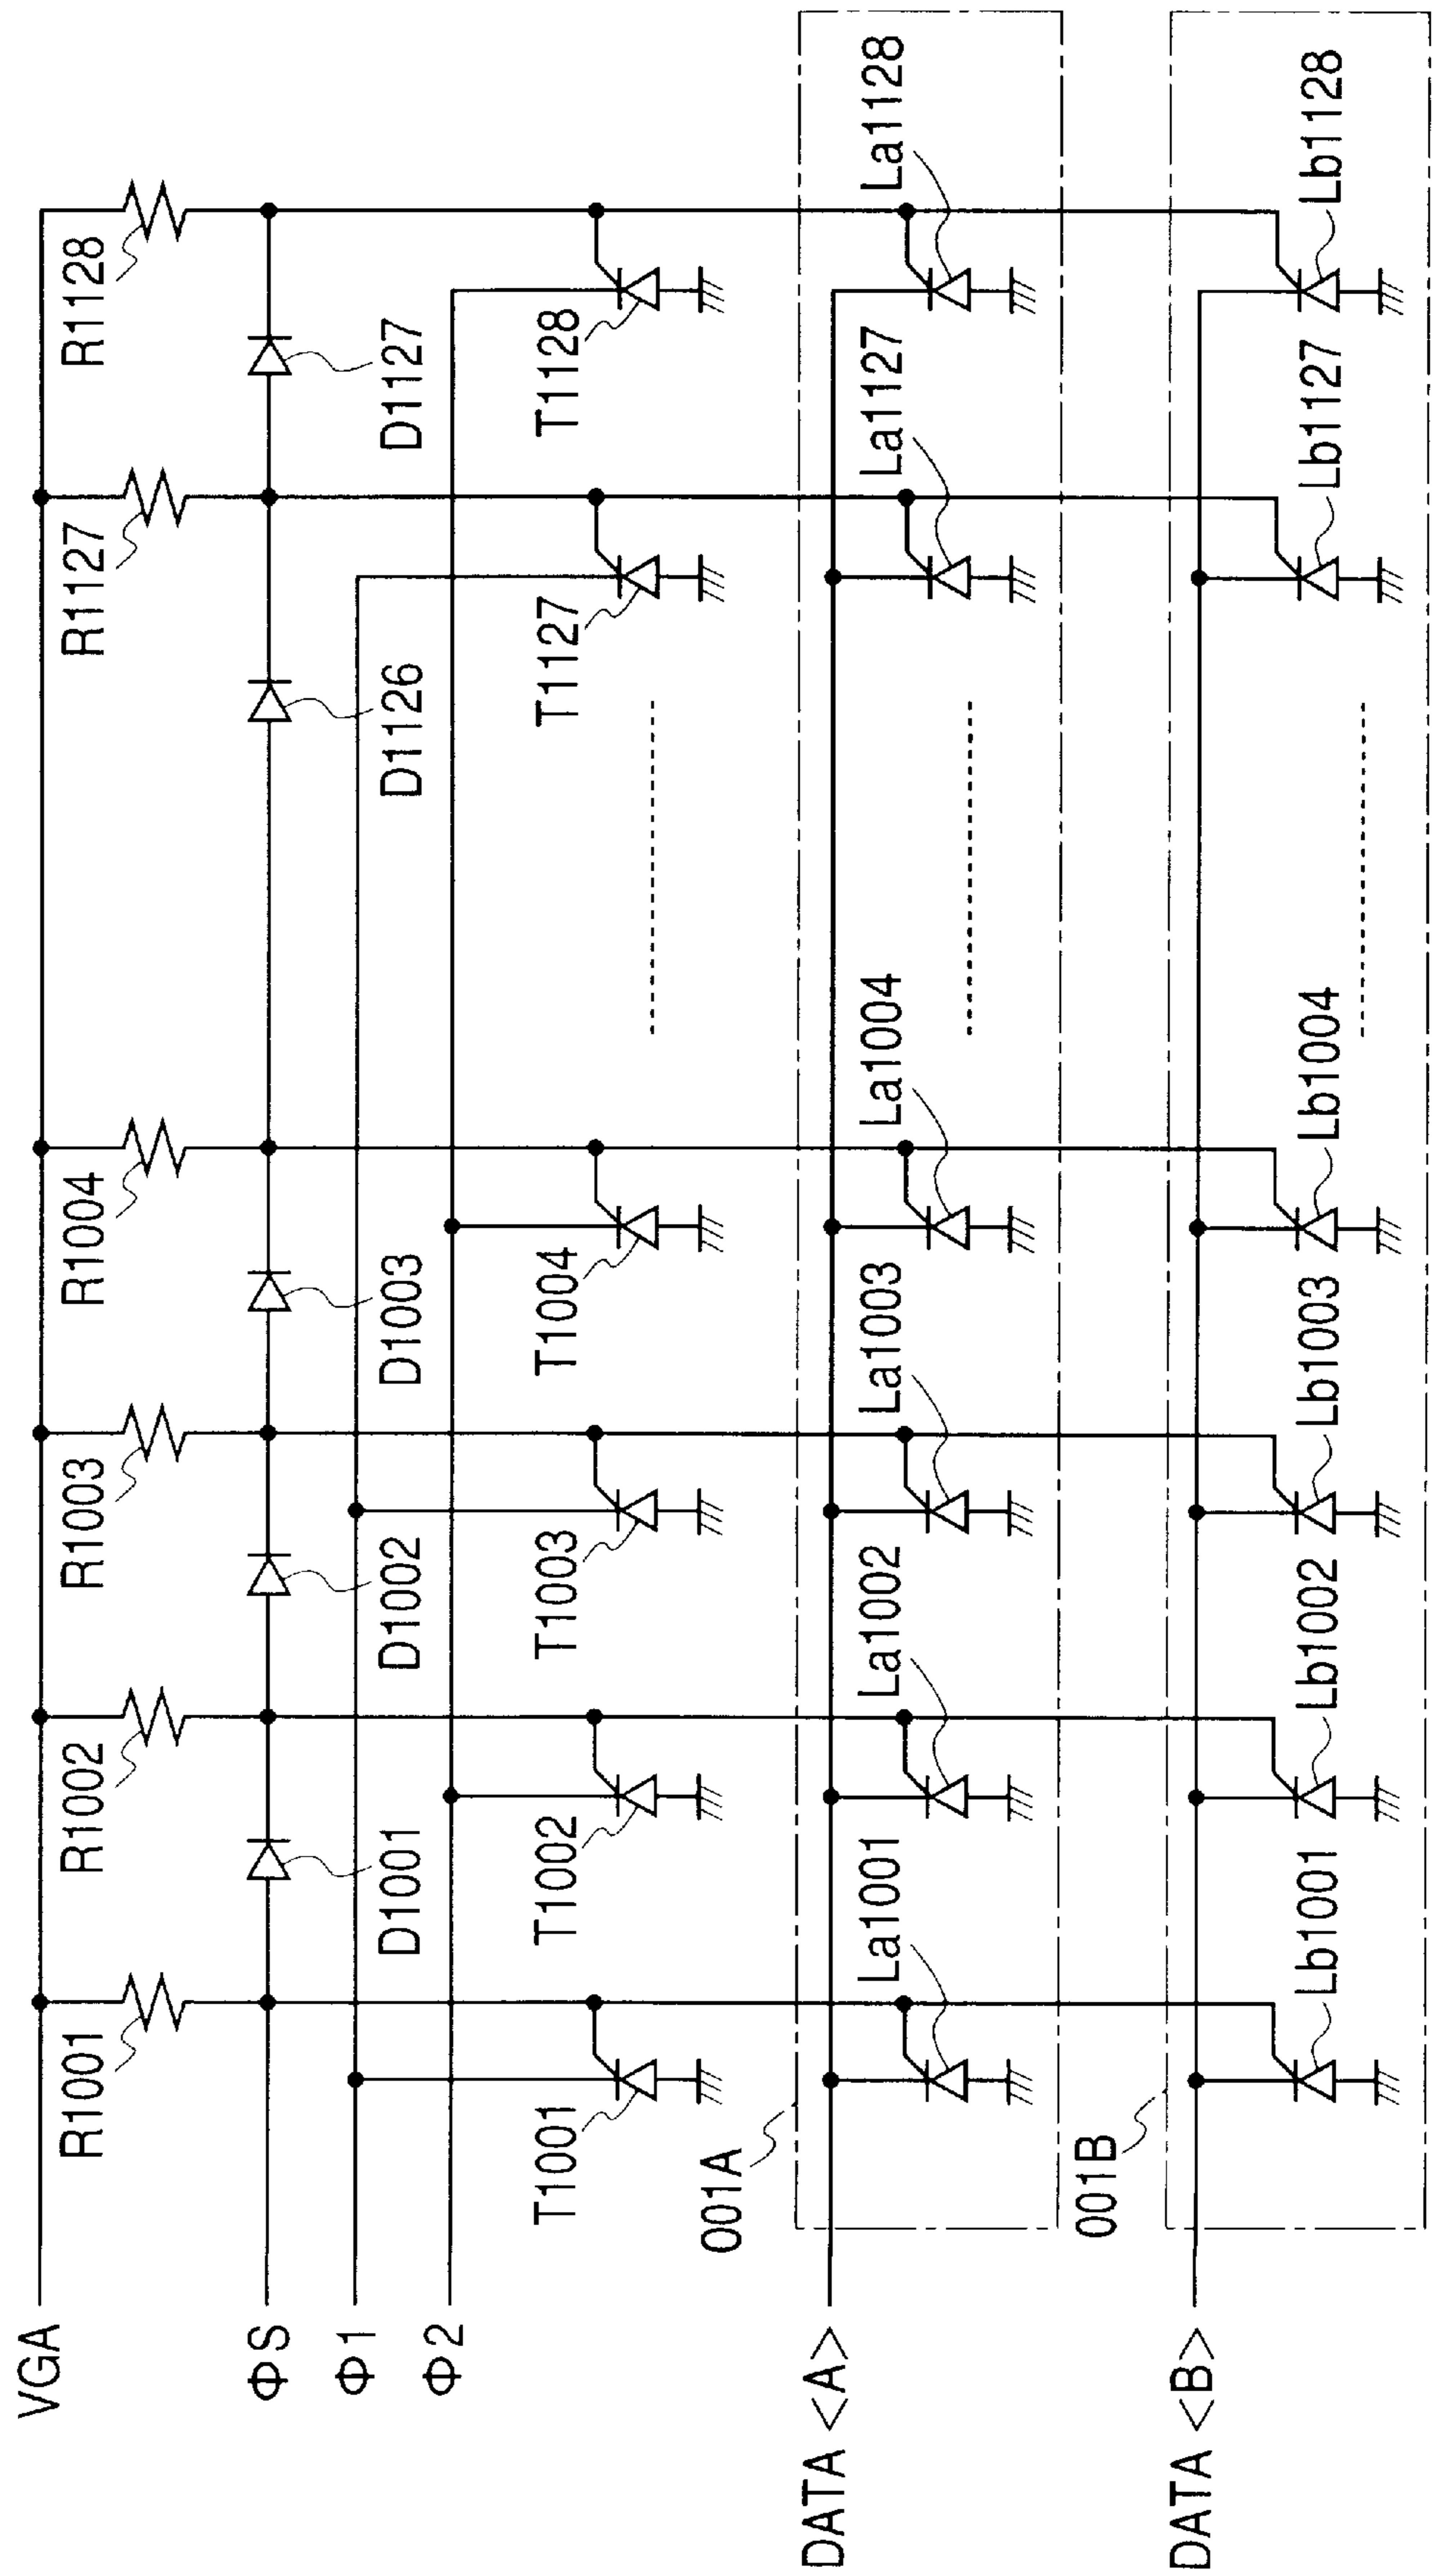 VGA
R1001
R1002
R1003
R1004
R1127
R1128
ΦS
Φ1
Φ2
D1001
D1002
D1003
D1126
D1127
T1001
T1002
T1003
T1004
T1127
T1128
001A
DATA <A>
La1001
La1002
La1003
La1004
La1127
La1128
001B
DATA <B>
Lb1001
Lb1002
Lb1003
Lb1004
Lb1127
Lb1128